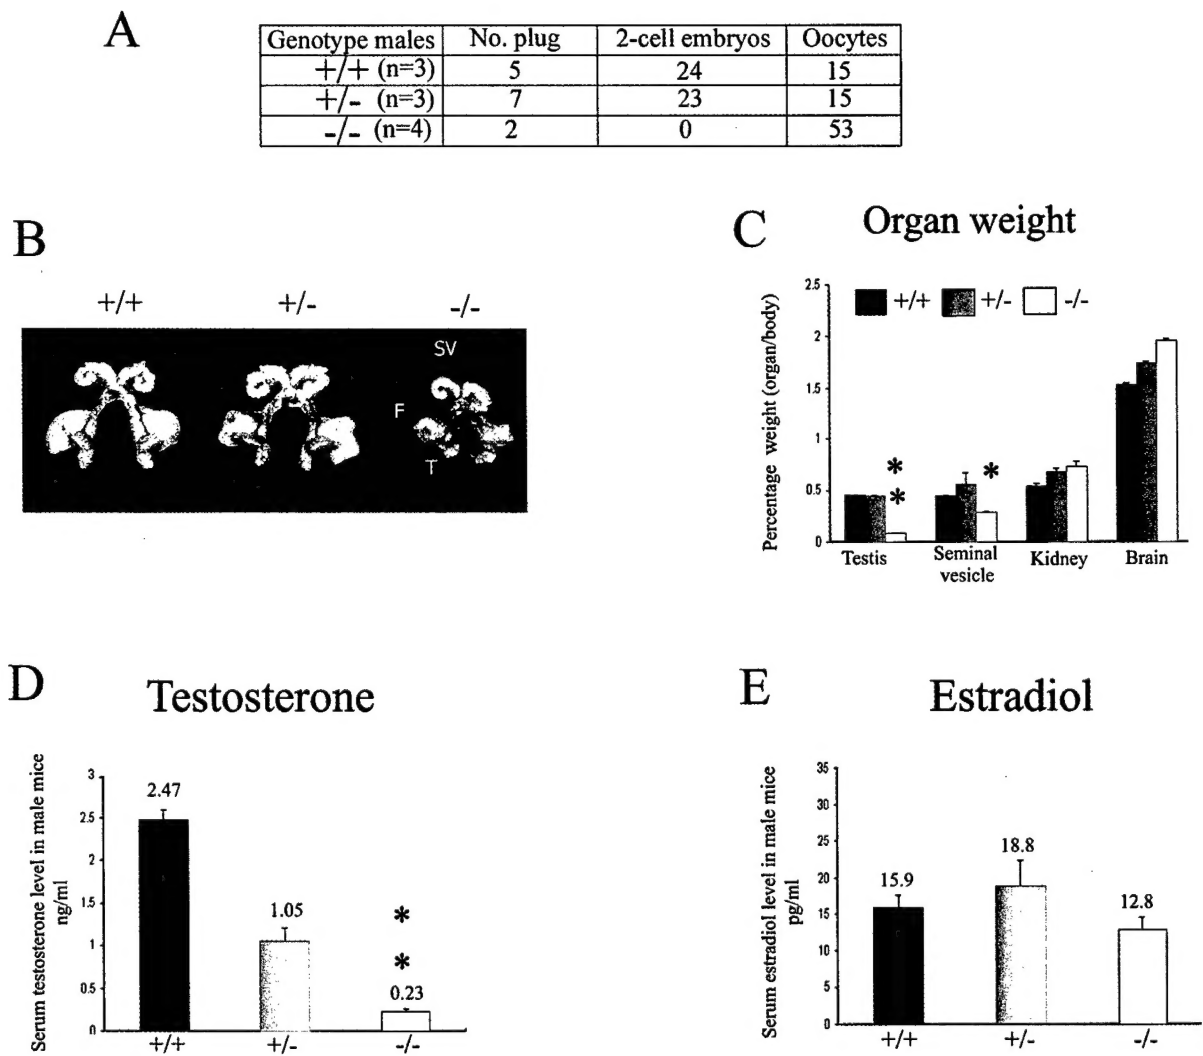 A
Genotype males No. plug 2-cell embryos Oocytes
+/+ (n=3) 5 24 15
+/- (n=3) 7 23 15
-/- (n=4) 2 0 53
B
+/+ +/- -/-
SV
F
T
C
Organ weight
Percentage weight (organ/body)
2.5
2
1.5
1
0.5
0
+/+ +/- -/-
*
*
*
Testis Seminal vesicle Kidney Brain
D
Testosterone
Serum testosterone level in male mice
ng/ml
3
2.5
2
1.5
1
0.5
0
2.47
1.05
*
*
0.23
+/+ +/- -/-
E
Estradiol
Serum estradiol level in male mice
pg/ml
35
30
25
20
15
10
5
0
15.9
18.8
12.8
+/+ +/- -/-